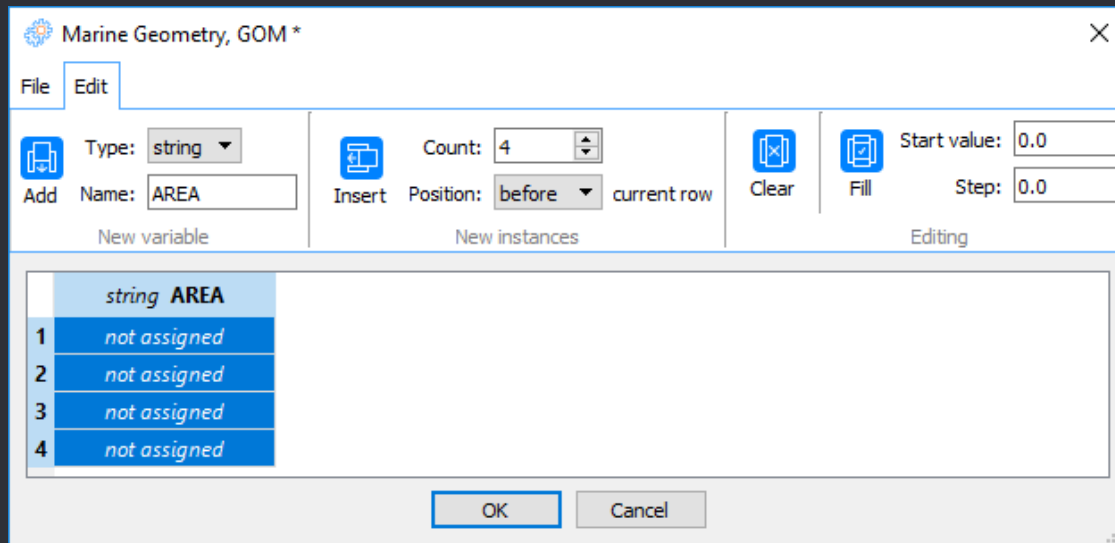 Marine Geometry, GOM *
File Edit
Type: string Count: 4 Start value: 0.0
Add Name: AREA Insert Position: before current row Clear Fill Step: 0.0
New variable New instances Editing
string AREA
1 not assigned
2 not assigned
3 not assigned
4 not assigned
OK Cancel